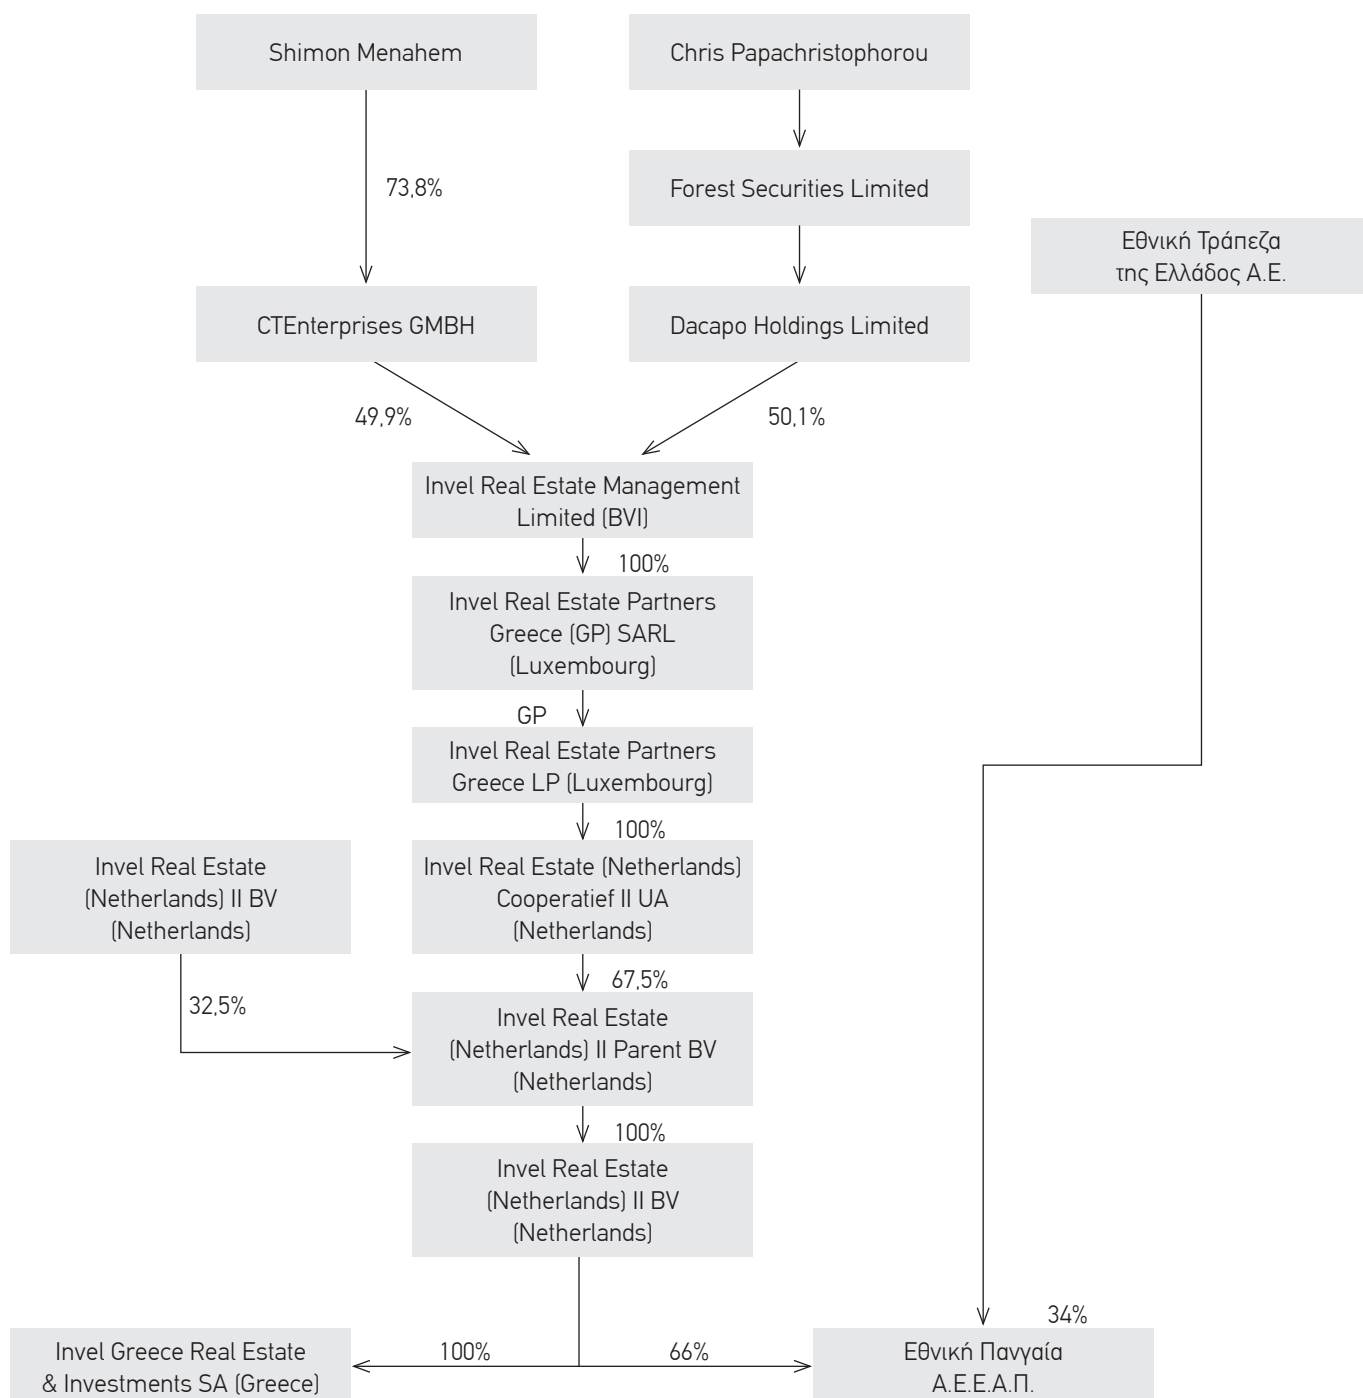 Shimon Menahem
Chris Papachristophorou
73,8%
Forest Securities Limited
Εθνική Τράπεζα
της Ελλάδος Α.Ε.
CTEnterprises GMBH
Dacapo Holdings Limited
49,9%
50,1%
Invel Real Estate Management
Limited (BVI)
100%
Invel Real Estate Partners
Greece (GP) SARL
(Luxembourg)
GP
Invel Real Estate Partners
Greece LP (Luxembourg)
100%
Invel Real Estate
(Netherlands) II BV
(Netherlands)
Invel Real Estate (Netherlands)
Cooperatief II UA
(Netherlands)
67,5%
32,5%
Invel Real Estate
(Netherlands) II Parent BV
(Netherlands)
100%
Invel Real Estate
(Netherlands) II BV
(Netherlands)
34%
Invel Greece Real Estate
& Investments SA (Greece)
100%
66%
Εθνική Πανγαία
Α.Ε.Ε.Α.Π.